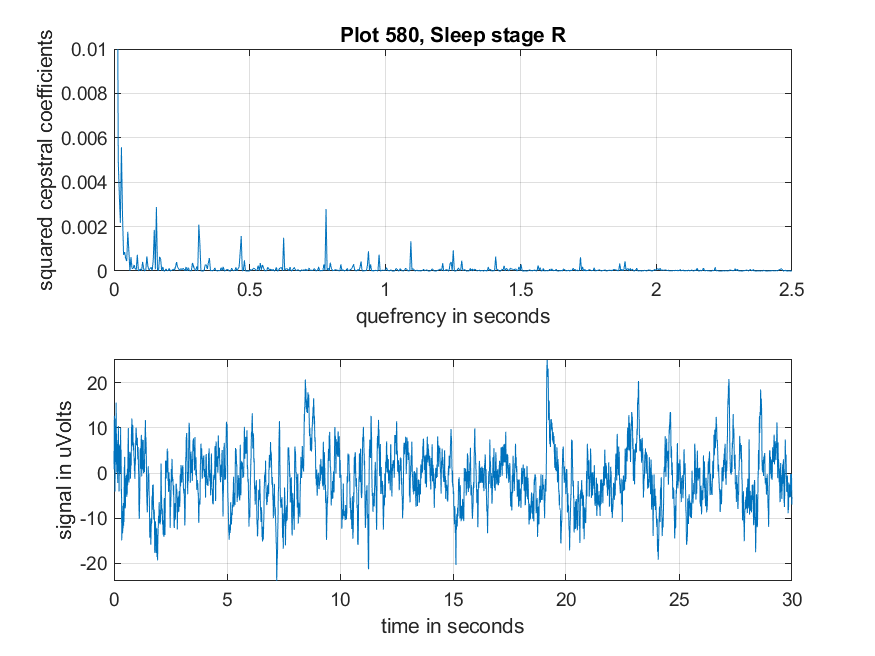 Plot 580, Sleep stage R
squared cepstral coefficients
0.01
0.008
0.006
0.004
0.002
0
0 0.5 1 1.5 2 2.5
quefrency in seconds
signal in uVolts
20
10
0
-10
-20
0 5 10 15 20 25 30
time in seconds